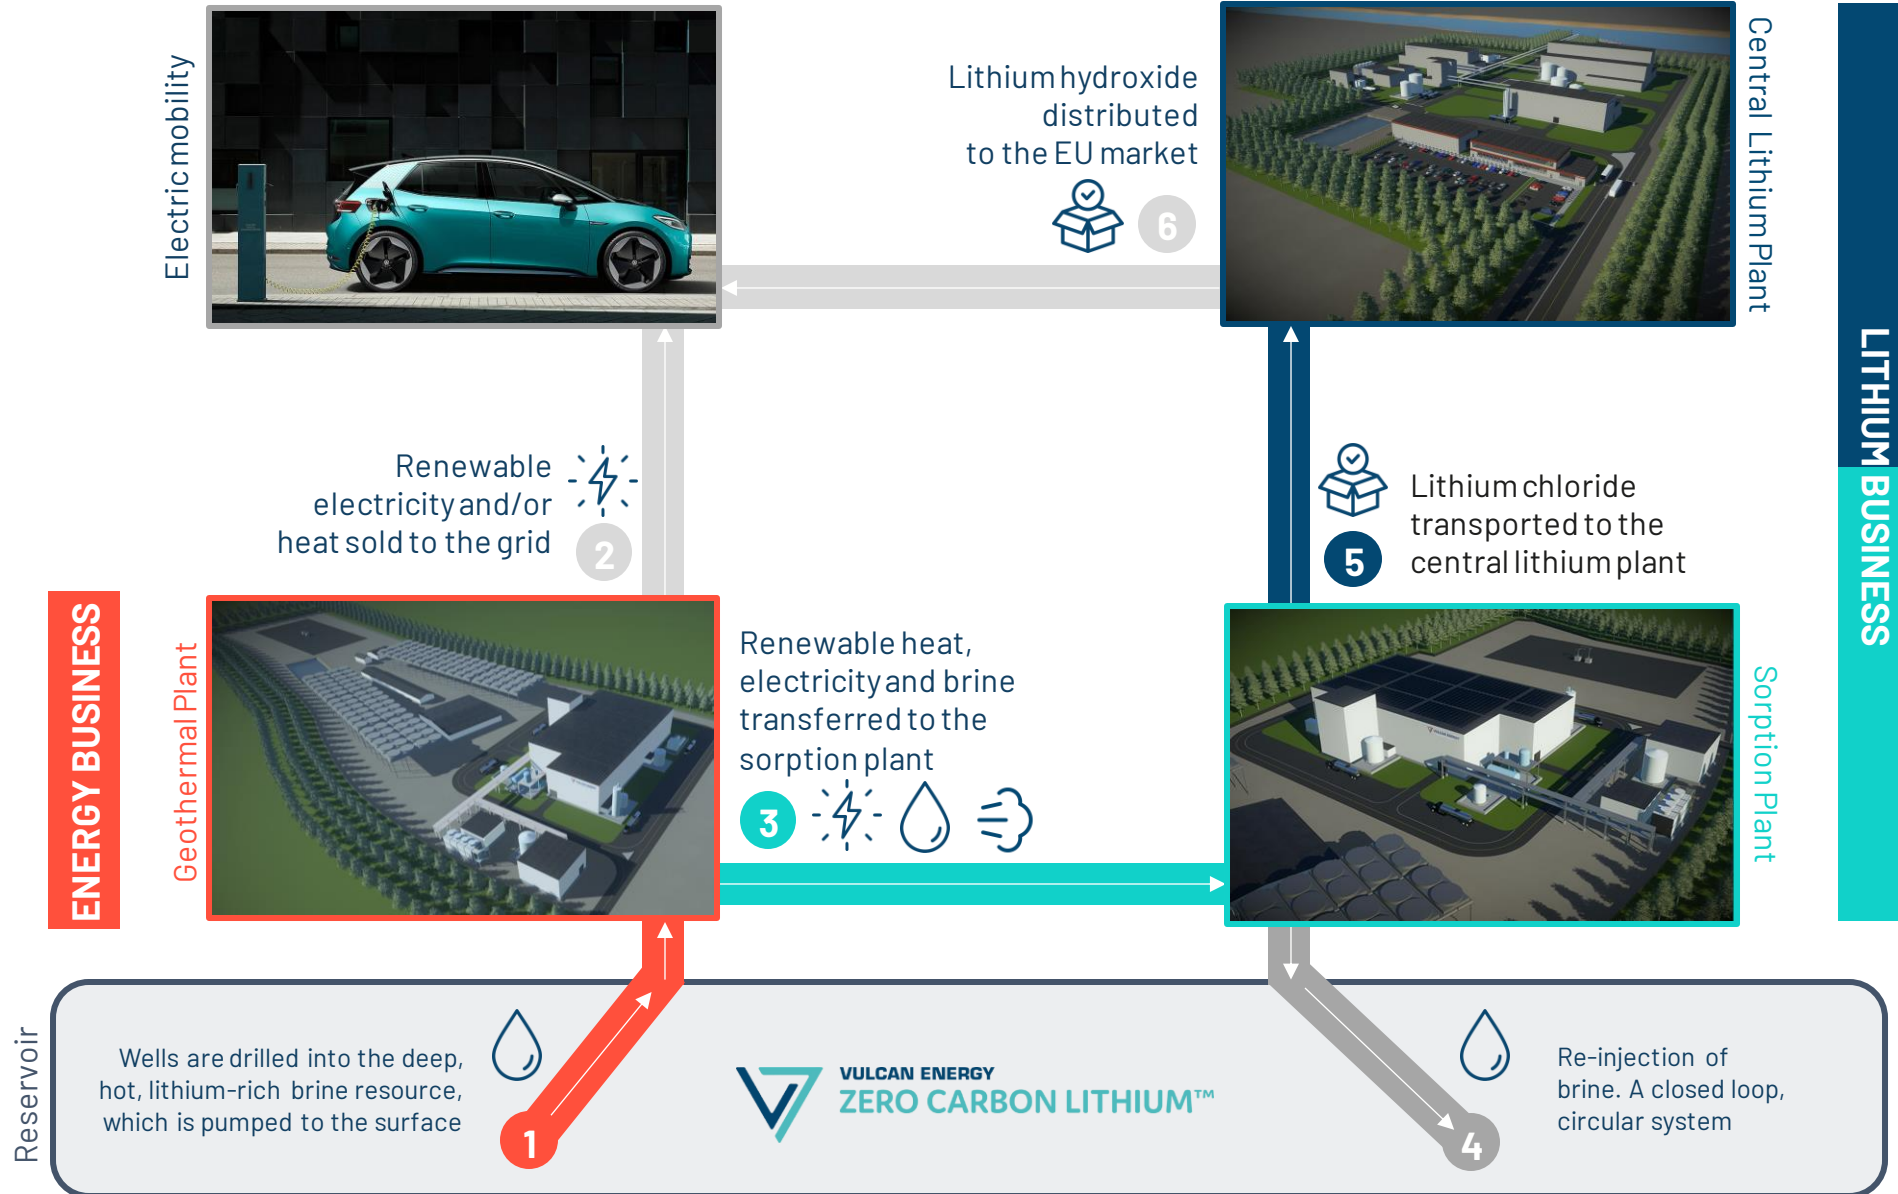 Electric mobility
Lithium hydroxide
distributed
to the EU market
6
Central Lithium Plant
LITHIUM BUSINESS
Renewable
electricity and/or
heat sold to the grid
2
5
Lithium chloride
transported to the
central lithium plant
ENERGY BUSINESS
Geothermal Plant
Renewable heat,
electricity and brine
transferred to the
sorption plant
3
VULCAN ENERGY
Sorption Plant
Reservoir
Wells are drilled into the deep,
hot, lithium-rich brine resource,
which is pumped to the surface
1
VULCAN ENERGY
ZERO CARBON LITHIUM™
4
Re-injection of
brine. A closed loop,
circular system